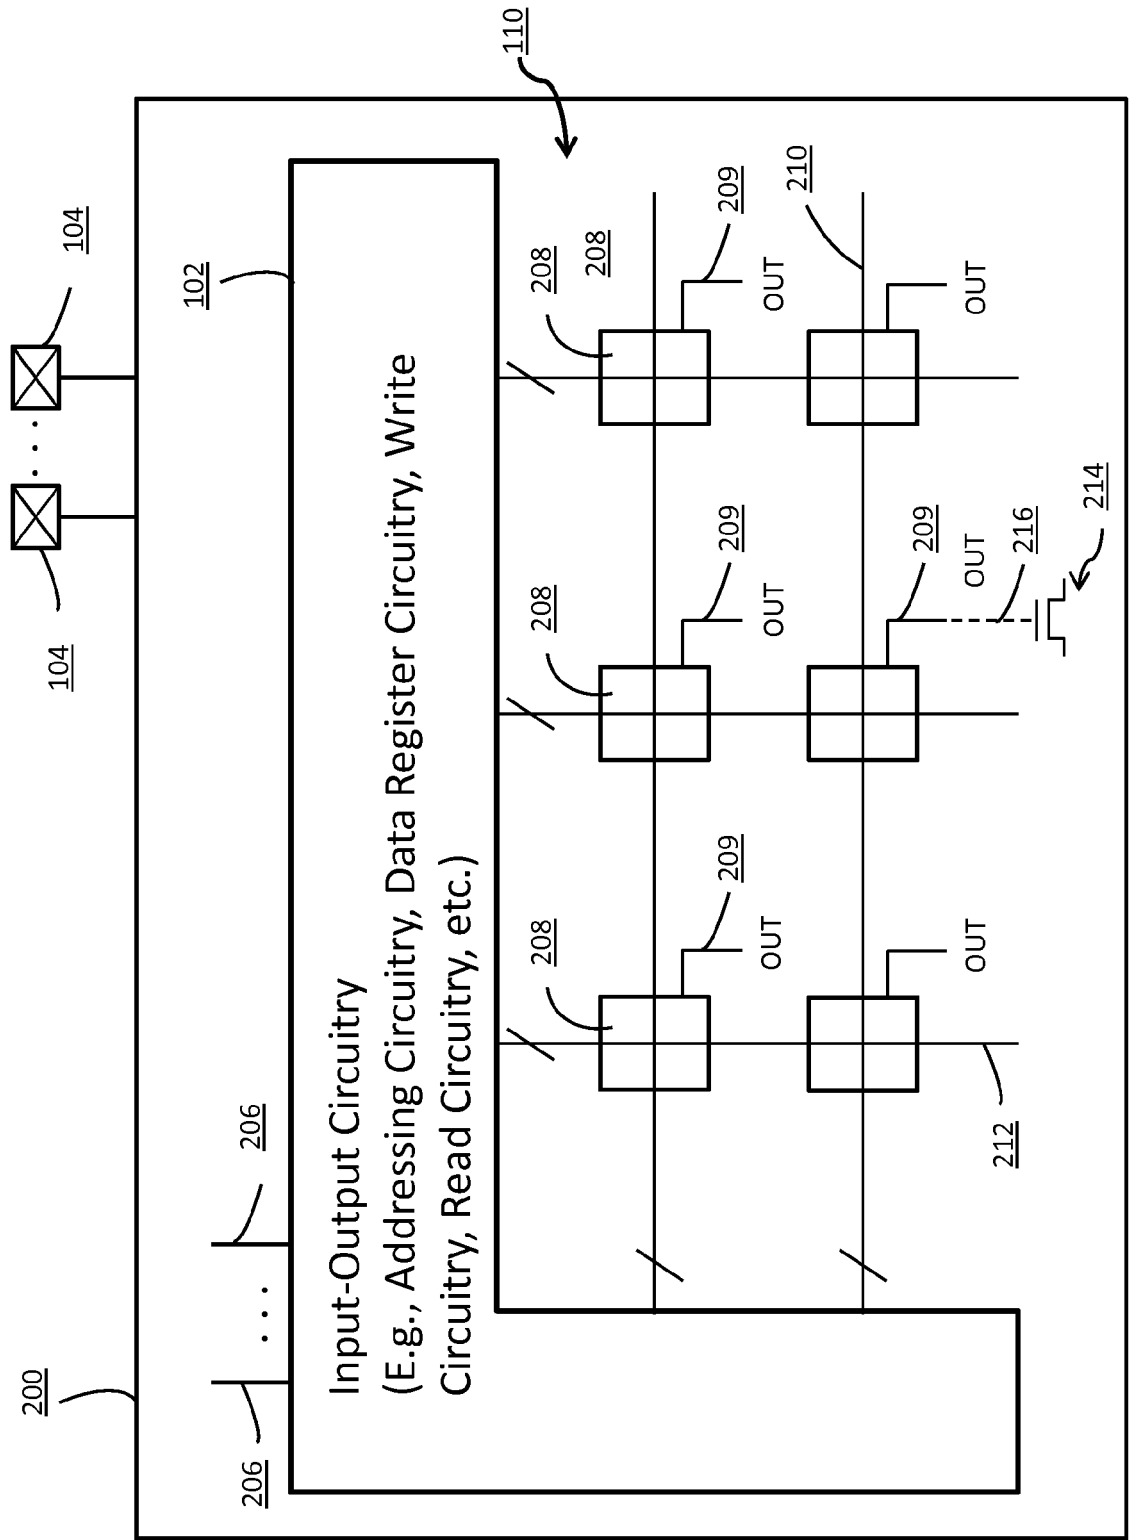 200
104
104
102
206
206
. . .
. . .
Input-Output Circuitry
(E.g., Addressing Circuitry, Data Register Circuitry, Write
Circuitry, Read Circuitry, etc.)
110
208
208
208
208
209
209
209
OUT
OUT
OUT
210
209
OUT
OUT
OUT
212
216
214